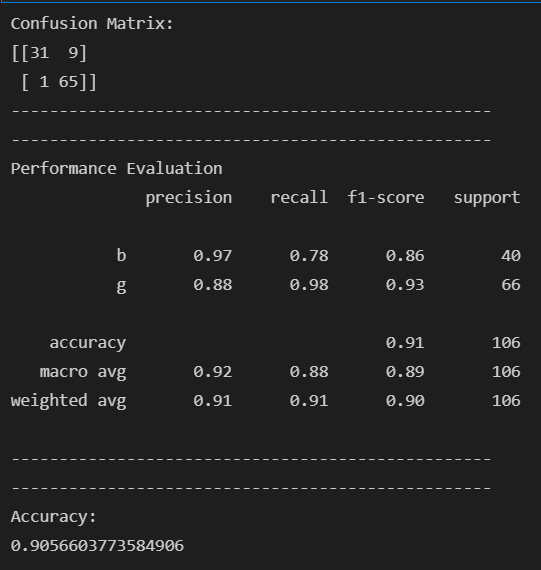 Confusion Matrix:
[[31  9]
 [ 1 65]]
--------------------------------------------------
--------------------------------------------------
Performance Evaluation
              precision    recall  f1-score   support

           b       0.97      0.78      0.86        40
           g       0.88      0.98      0.93        66

    accuracy                           0.91       106
   macro avg       0.92      0.88      0.89       106
weighted avg       0.91      0.91      0.90       106

--------------------------------------------------
--------------------------------------------------
Accuracy:
0.9056603773584906